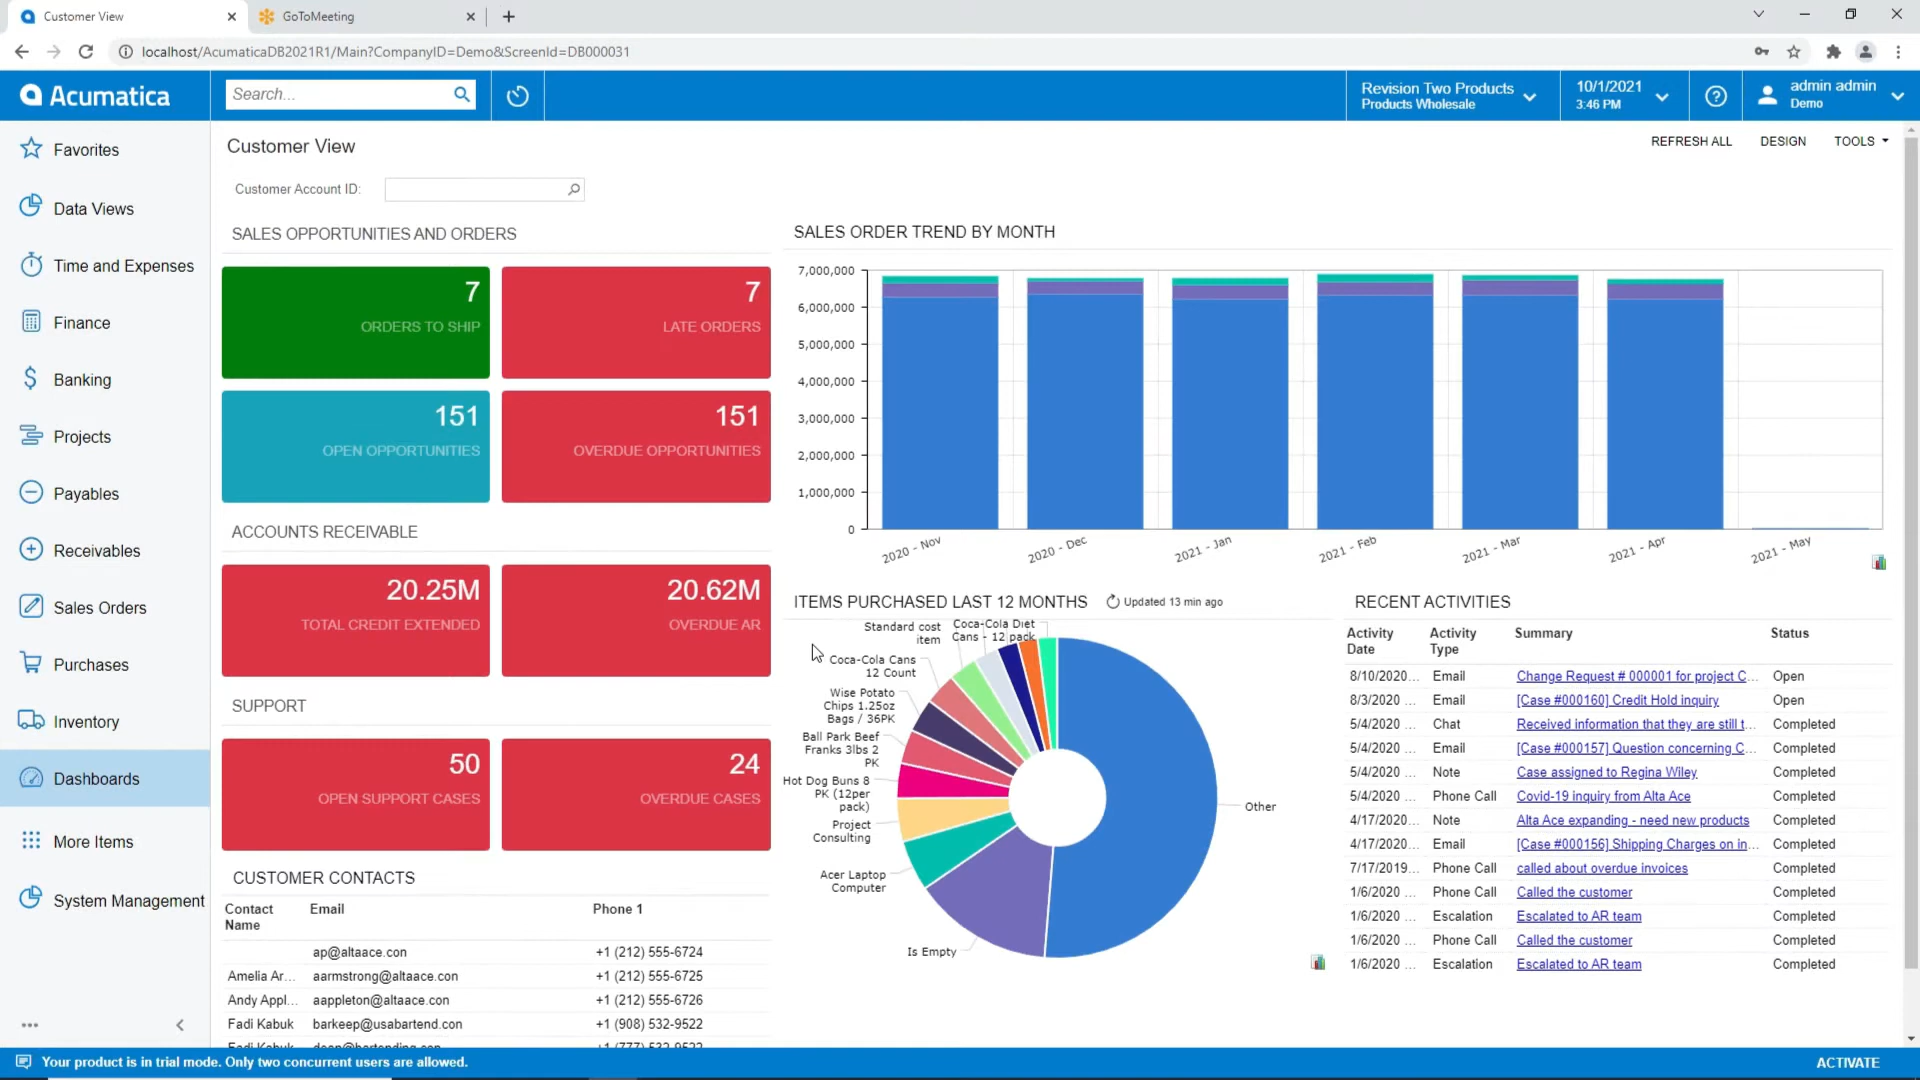 Customer View
GoToMeeting
localhost/AcumaticaDB2021R1/Main?CompanyID=Demo&ScreenId=DB000031
Acumatica
Search...
Revision Two Products
Products Wholesale
10/1/2021
3:46 PM
admin admin
Demo
Favorites
Data Views
Time and Expenses
Finance
Banking
Projects
Payables
Receivables
Sales Orders
Purchases
Inventory
Dashboards
More Items
System Management
Customer View
REFRESH ALL
DESIGN
TOOLS
Customer Account ID:
SALES OPPORTUNITIES AND ORDERS
7
ORDERS TO SHIP
7
LATE ORDERS
151
OPEN OPPORTUNITIES
151
OVERDUE OPPORTUNITIES
ACCOUNTS RECEIVABLE
20.25M
TOTAL CREDIT EXTENDED
20.62M
OVERDUE AR
SUPPORT
50
OPEN SUPPORT CASES
24
OVERDUE CASES
CUSTOMER CONTACTS
Contact Email Phone 1
Name
ap@altaace.con +1 (212) 555-6724
Amelia Ar... aarmstrong@altaace.con +1 (212) 555-6725
Andy Appl... aappleton@altaace.con +1 (212) 555-6726
Fadi Kabuk barkeep@usabartend.con +1 (908) 532-9522
SALES ORDER TREND BY MONTH
7,000,000
6,000,000
5,000,000
4,000,000
3,000,000
2,000,000
1,000,000
0
2020 - Nov
2020 - Dec
2021 - Jan
2021 - Feb
2021 - Mar
2021 - Apr
2021 - May
ITEMS PURCHASED LAST 12 MONTHS
Updated 13 min ago
Standard cost
item
Coca-Cola Diet
Cans - 12 pack
Coca-Cola Cans
12 Count
Wise Potato
Chips 1.25oz
Bags / 36PK
Ball Park Beef
Franks 3lbs 2
PK
Hot Dog Buns 8
PK (12per
pack)
Project
Consulting
Acer Laptop
Computer
Is Empty
Other
RECENT ACTIVITIES
Activity Activity Summary Status
Date Type
8/10/2020... Email Change Request # 000001 for project C... Open
8/3/2020 ... Email [Case #000160] Credit Hold inquiry Open
5/4/2020 ... Chat Received information that they are still t... Completed
5/4/2020 ... Email [Case #000157] Question concerning C... Completed
5/4/2020 ... Note Case assigned to Regina Wiley Completed
5/4/2020 ... Phone Call Covid-19 inquiry from Alta Ace Completed
4/17/2020... Note Alta Ace expanding - need new products Completed
4/17/2020... Email [Case #000156] Shipping Charges on in... Completed
7/17/2019... Phone Call called about overdue invoices Completed
1/6/2020 ... Phone Call Called the customer Completed
1/6/2020 ... Escalation Escalated to AR team Completed
1/6/2020 ... Phone Call Called the customer Completed
1/6/2020 ... Escalation Escalated to AR team Completed
Your product is in trial mode. Only two concurrent users are allowed.
ACTIVATE